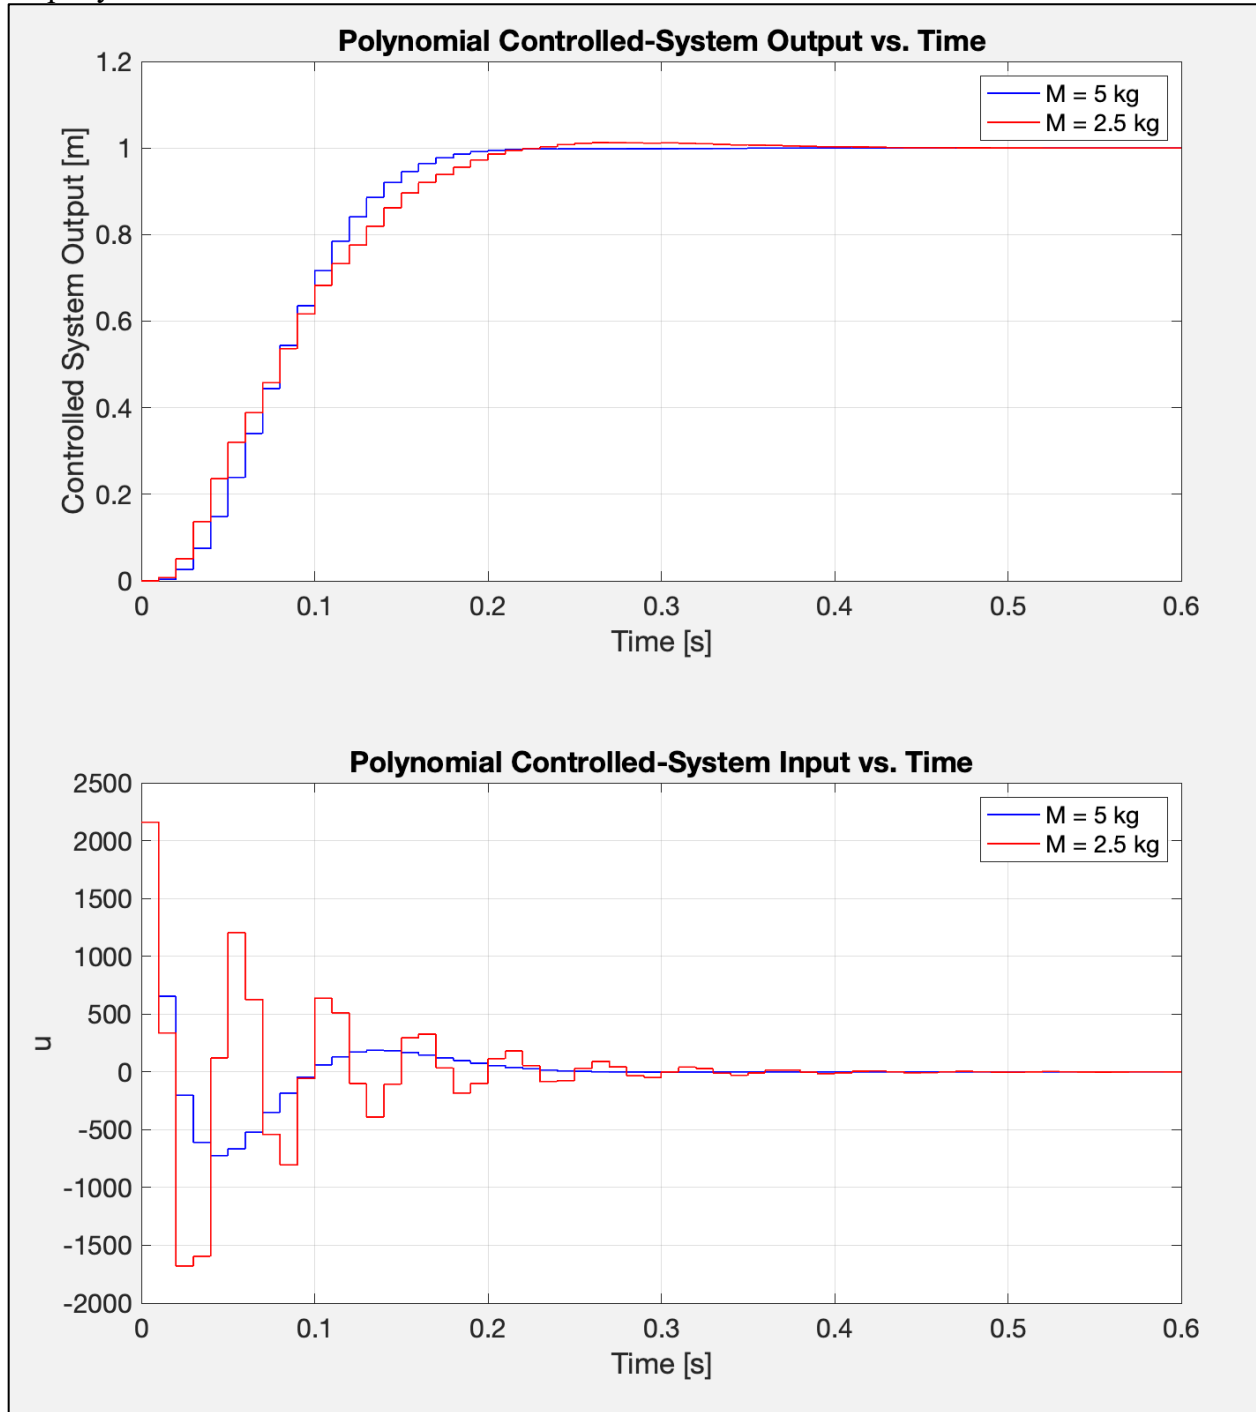 Polynomial Controlled-System Output vs. Time
M = 5 kg
M = 2.5 kg
Controlled System Output [m]
1.2
1
0.8
0.6
0.4
0.2
0
0 0.1 0.2 0.3 0.4 0.5 0.6
Time [s]
Polynomial Controlled-System Input vs. Time
M = 5 kg
M = 2.5 kg
u
2500
2000
1500
1000
500
0
-500
-1000
-1500
-2000
0 0.1 0.2 0.3 0.4 0.5 0.6
Time [s]